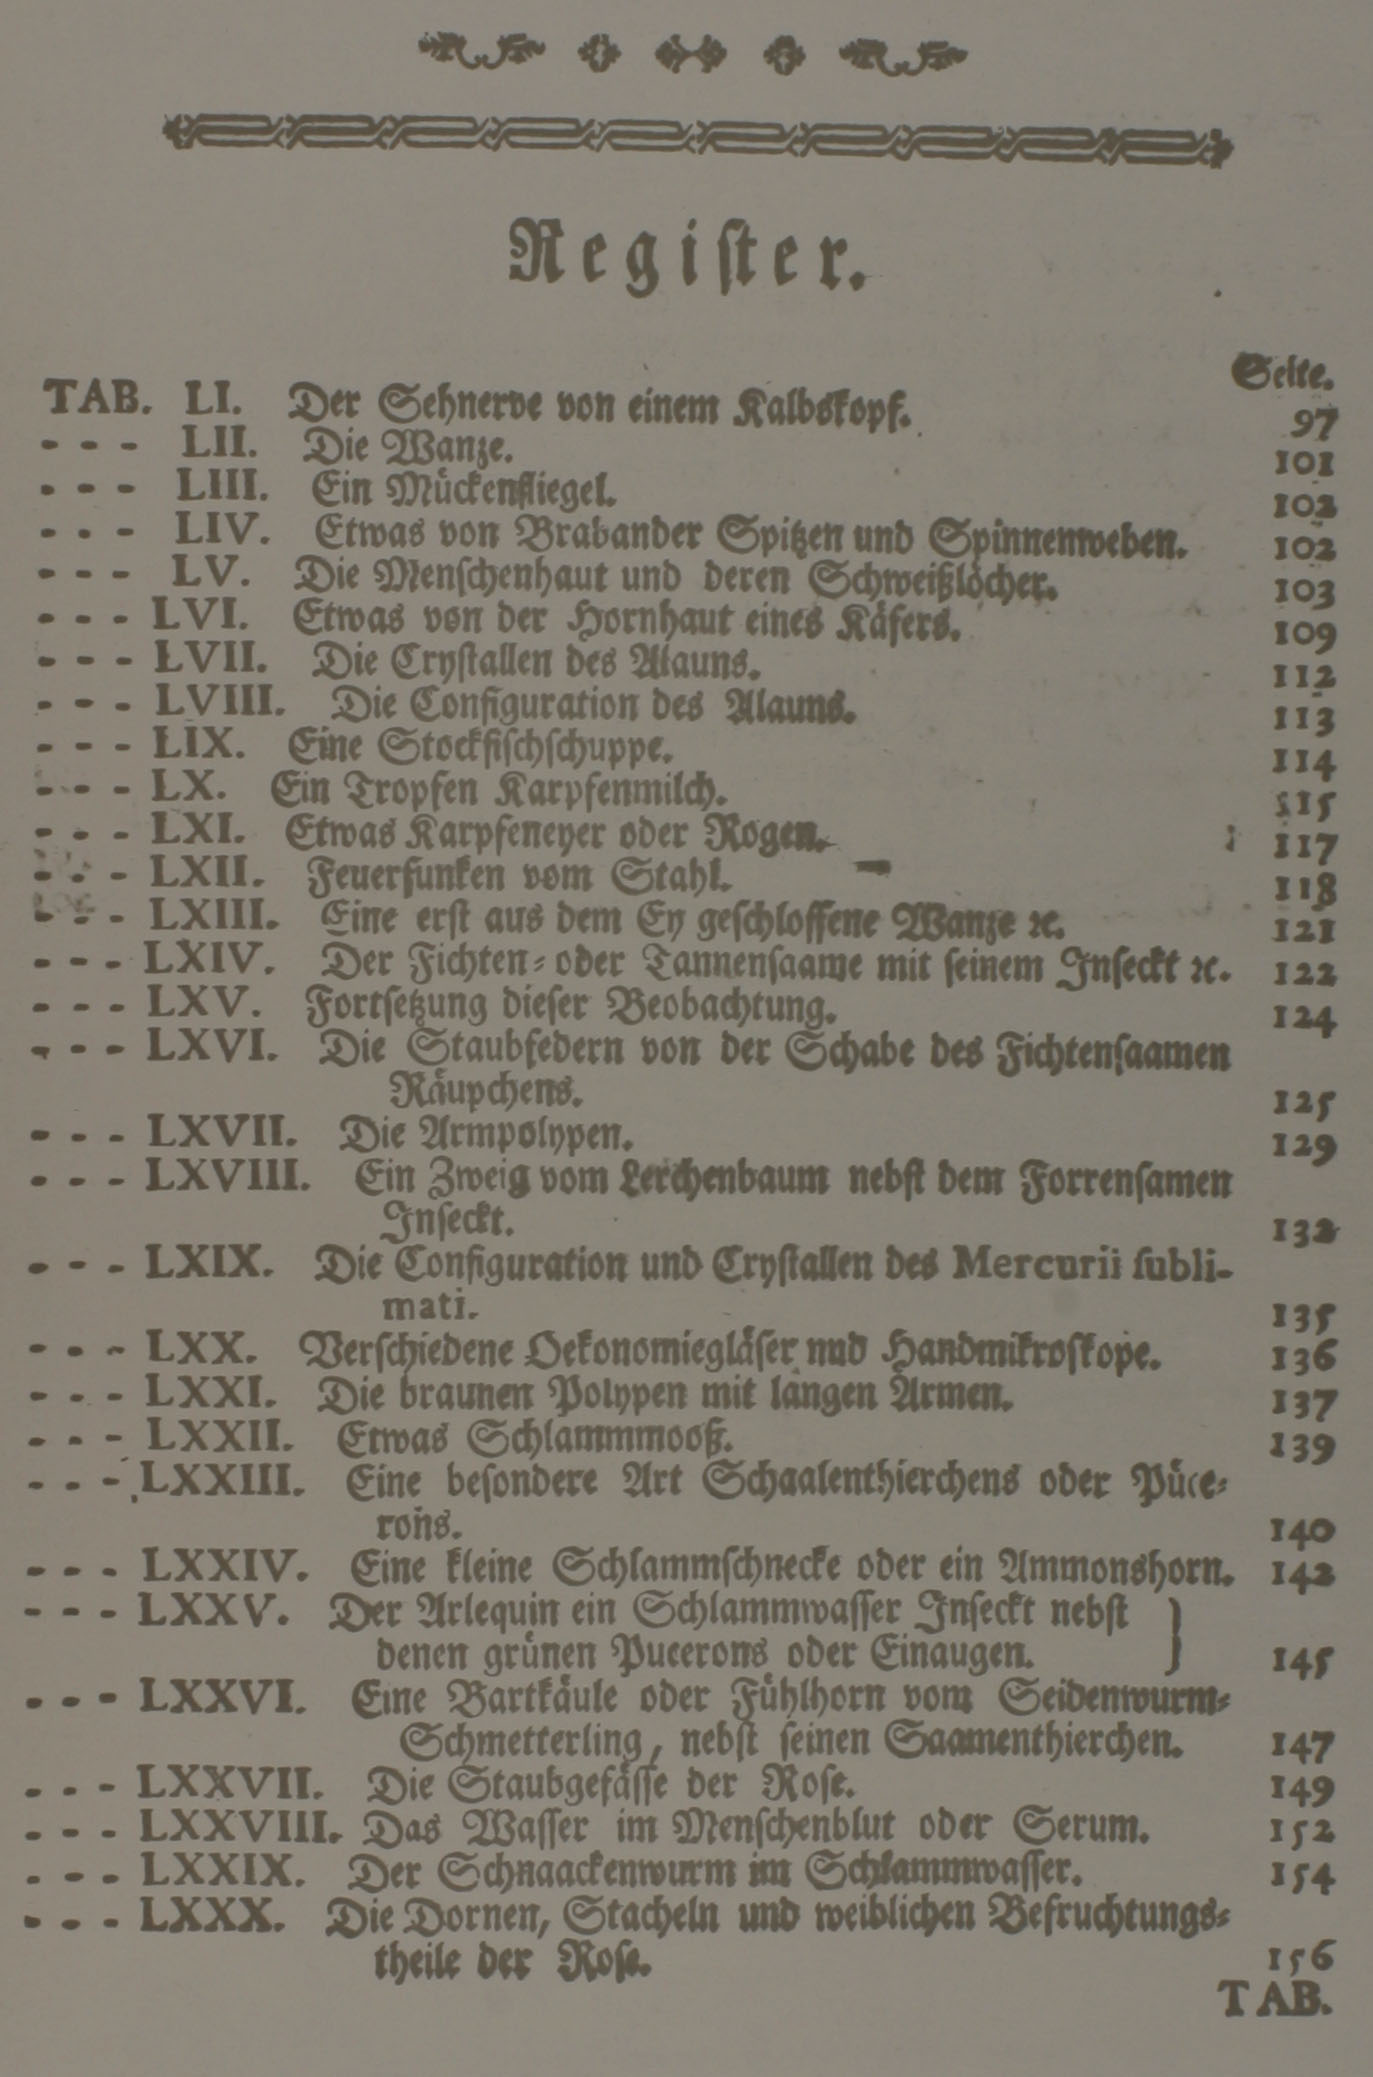 Register.
Seite.
TAB. LI. Der Sehnerve von einem Kalbskopf. 97
- - - LII. Die Wanze. 101
- - - LIII. Ein Mückenfliegel. 102
- - - LIV. Etwas von Brabander Spitzen und Spinnenweben. 102
- - - LV. Die Menschenhaut und deren Schweißlöcher. 103
- - - LVI. Etwas von der Hornhaut eines Käfers. 109
- - - LVII. Die Crystallen des Alauns. 112
- - - LVIII. Die Configuration des Alauns. 113
- - - LIX. Eine Stockfischschuppe. 114
- - - LX. Ein Tropfen Karpfenmilch. 115
- - - LXI. Etwas Karpfeneyer oder Rogen. 117
- - - LXII. Feuerfunken vom Stahl. 118
- - - LXIII. Eine erst aus dem Ey geschloffene Wanze ꝛc. 121
- - - LXIV. Der Fichten- oder Tannensaame mit seinem Inseckt ꝛc. 122
- - - LXV. Fortsetzung dieser Beobachtung. 124
- - - LXVI. Die Staubfedern von der Schabe des Fichtensaamen
Räupchens. 125
- - - LXVII. Die Armpolypen. 129
- - - LXVIII. Ein Zweig vom Lerchenbaum nebst dem Forrensamen
Inseckt. 132
- - - LXIX. Die Configuration und Crystallen des Mercurii subli-
mati. 135
- - - LXX. Verschiedene Oekonomiegläser nud Handmikroskope. 136
- - - LXXI. Die braunen Polypen mit langen Armen. 137
- - - LXXII. Etwas Schlammmooß. 139
- - - LXXIII. Eine besondere Art Schaalenthierchens oder Püce-
rons. 140
- - - LXXIV. Eine kleine Schlammschnecke oder ein Ammonshorn. 142
- - - LXXV. Der Arlequin ein Schlammwasser Inseckt nebst }
denen grünen Pucerons oder Einaugen. 145
- - - LXXVI. Eine Bartkäule oder Fühlhorn vom Seidenwurm-
Schmetterling, nebst seinen Saamenthierchen. 147
- - - LXXVII. Die Staubgefässe der Rose. 149
- - - LXXVIII. Das Wasser im Menschenblut oder Serum. 152
- - - LXXIX. Der Schnaackenwurm im Schlammwasser. 154
- - - LXXX. Die Dornen, Stacheln und weiblichen Befruchtungs-
theile der Rose. 156
TAB.